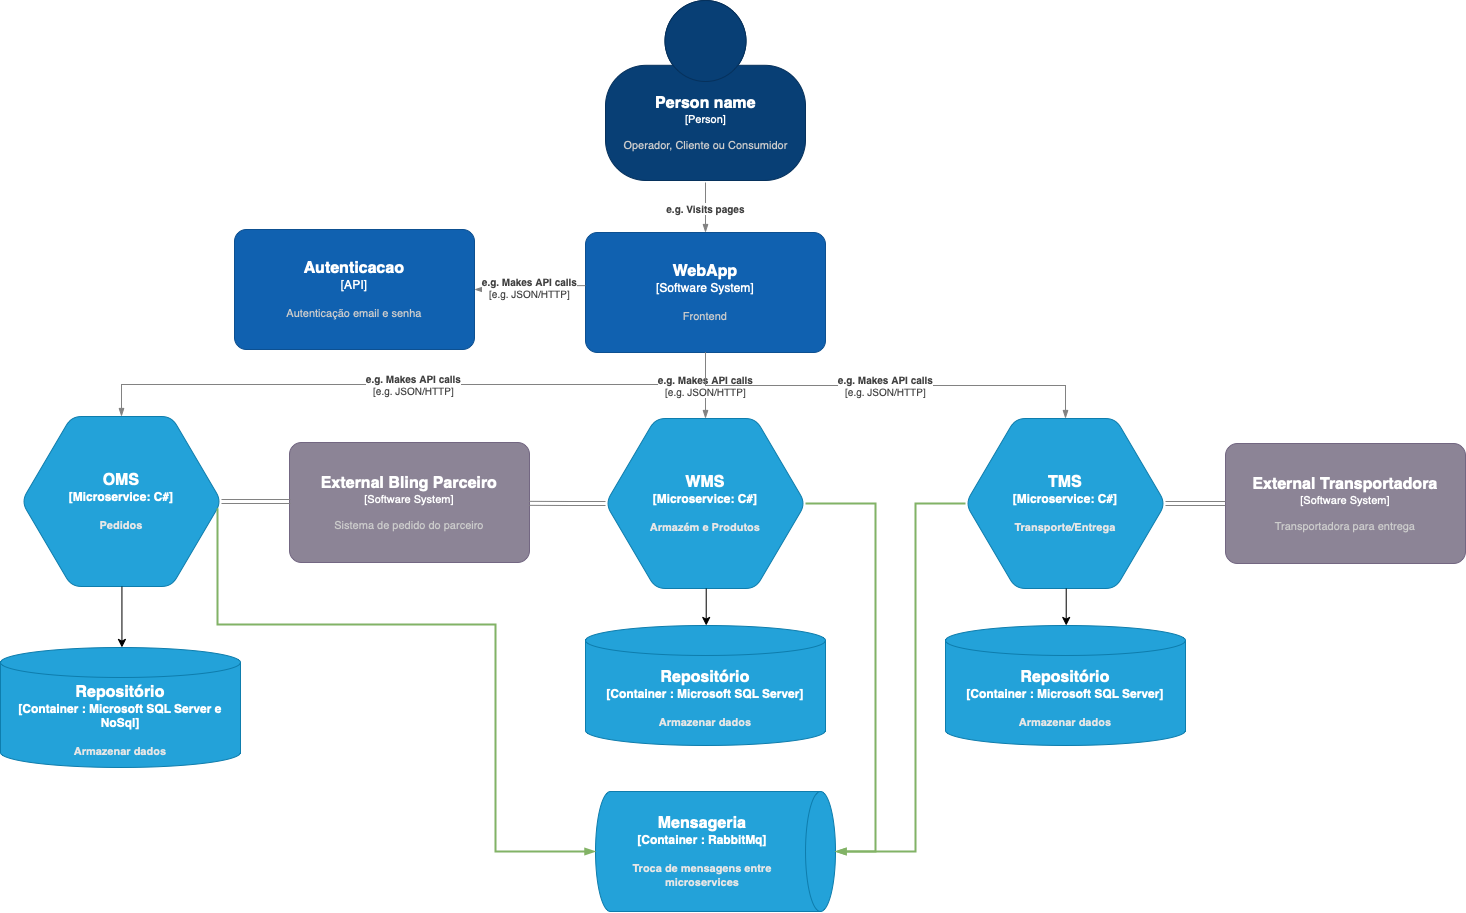 Person name
[Person]
Operador, Cliente ou Consumidor
e.g. Visits pages
Autenticacao
[API]
Autenticação email e senha
e.g. Makes API calls
[e.g. JSON/HTTP]
WebApp
[Software System]
Frontend
e.g. Makes API calls
[e.g. JSON/HTTP]
e.g. Makes API calls
[e.g. JSON/HTTP]
e.g. Makes API calls
[e.g. JSON/HTTP]
OMS
[Microservice: C#]
Pedidos
External Bling Parceiro
[Software System]
Sistema de pedido do parceiro
WMS
[Microservice: C#]
Armazém e Produtos
TMS
[Microservice: C#]
Transporte/Entrega
External Transportadora
[Software System]
Transportadora para entrega
Repositório
[Container : Microsoft SQL Server e
NoSql]
Armazenar dados
Repositório
[Container : Microsoft SQL Server]
Armazenar dados
Repositório
[Container : Microsoft SQL Server]
Armazenar dados
Mensageria
[Container : RabbitMq]
Troca de mensagens entre
microservices